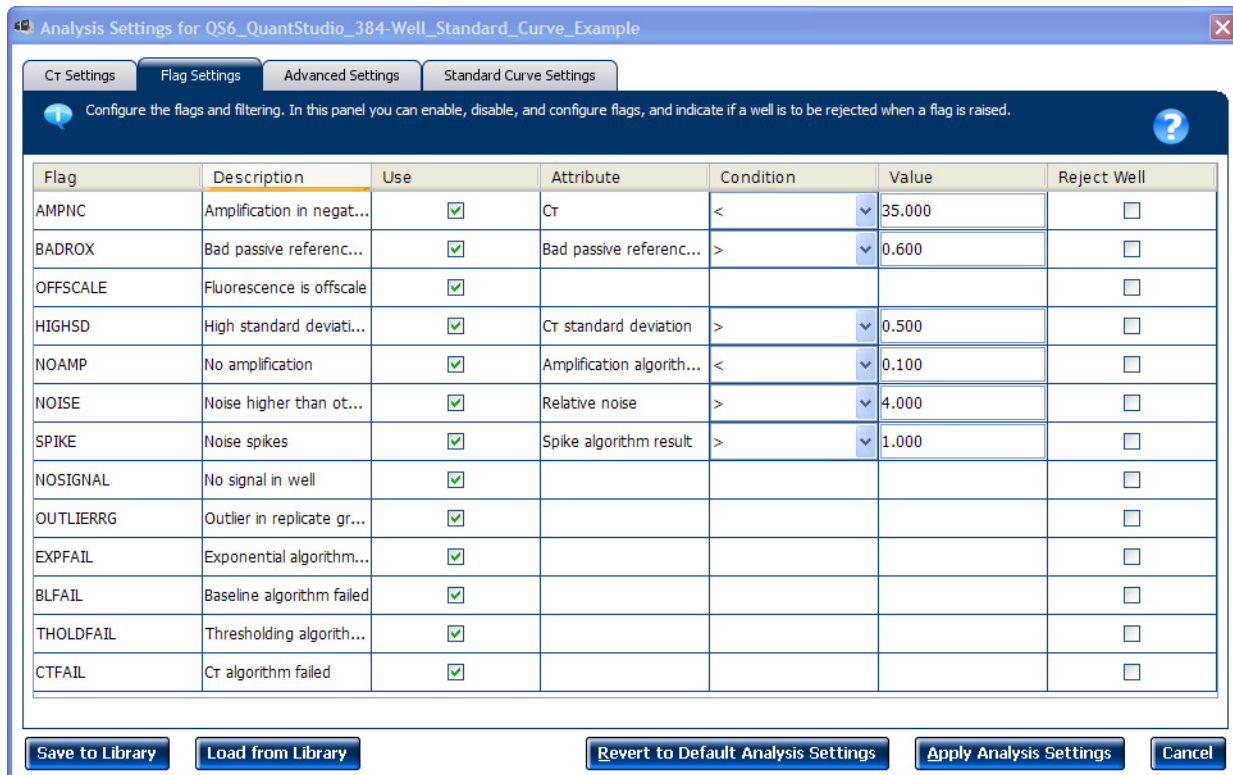 Analysis Settings for QS6_QuantStudio_384-Well_Standard_Curve_Example
Cт Settings Flag Settings Advanced Settings Standard Curve Settings
Configure the flags and filtering. In this panel you can enable, disable, and configure flags, and indicate if a well is to be rejected when a flag is raised.
?
Flag Description Use Attribute Condition Value Reject Well
AMPNC Amplification in negat... Cт < 35.000
BADROX Bad passive referenc... Bad passive referenc... > 0.600
OFFSCALE Fluorescence is offscale
HIGHSD High standard deviati... Cт standard deviation > 0.500
NOAMP No amplification Amplification algorith... < 0.100
NOISE Noise higher than ot... Relative noise > 4.000
SPIKE Noise spikes Spike algorithm result > 1.000
NOSIGNAL No signal in well
OUTLIERRG Outlier in replicate gr...
EXPFAIL Exponential algorithm...
BLFAIL Baseline algorithm failed
THOLDFAIL Thresholding algorith...
CTFAIL Cт algorithm failed
Save to Library Load from Library Revert to Default Analysis Settings Apply Analysis Settings Cancel